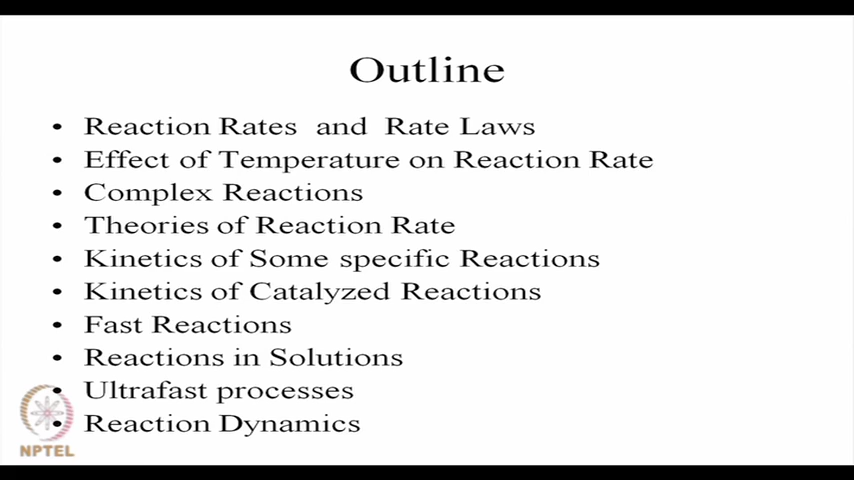 Outline
• Reaction Rates and Rate Laws
• Effect of Temperature on Reaction Rate
• Complex Reactions
• Theories of Reaction Rate
• Kinetics of Some specific Reactions
• Kinetics of Catalyzed Reactions
• Fast Reactions
• Reactions in Solutions
• Ultrafast processes
• Reaction Dynamics
NPTEL